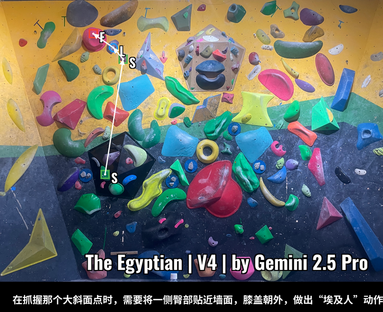 F
L
S
S
The Egyptian | V4 | by Gemini 2.5 Pro
在抓握那个大斜面点时，需要将一侧臀部贴近墙面，膝盖朝外，做出“埃及人”动作